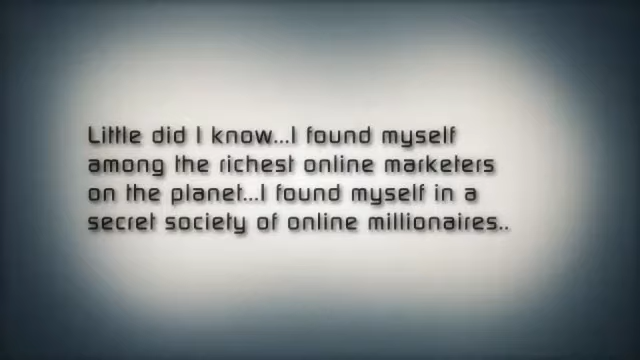 Little did I know...I found myself
among the richest online marketers
on the planet...I found myself in a
secret society of online millionaires..